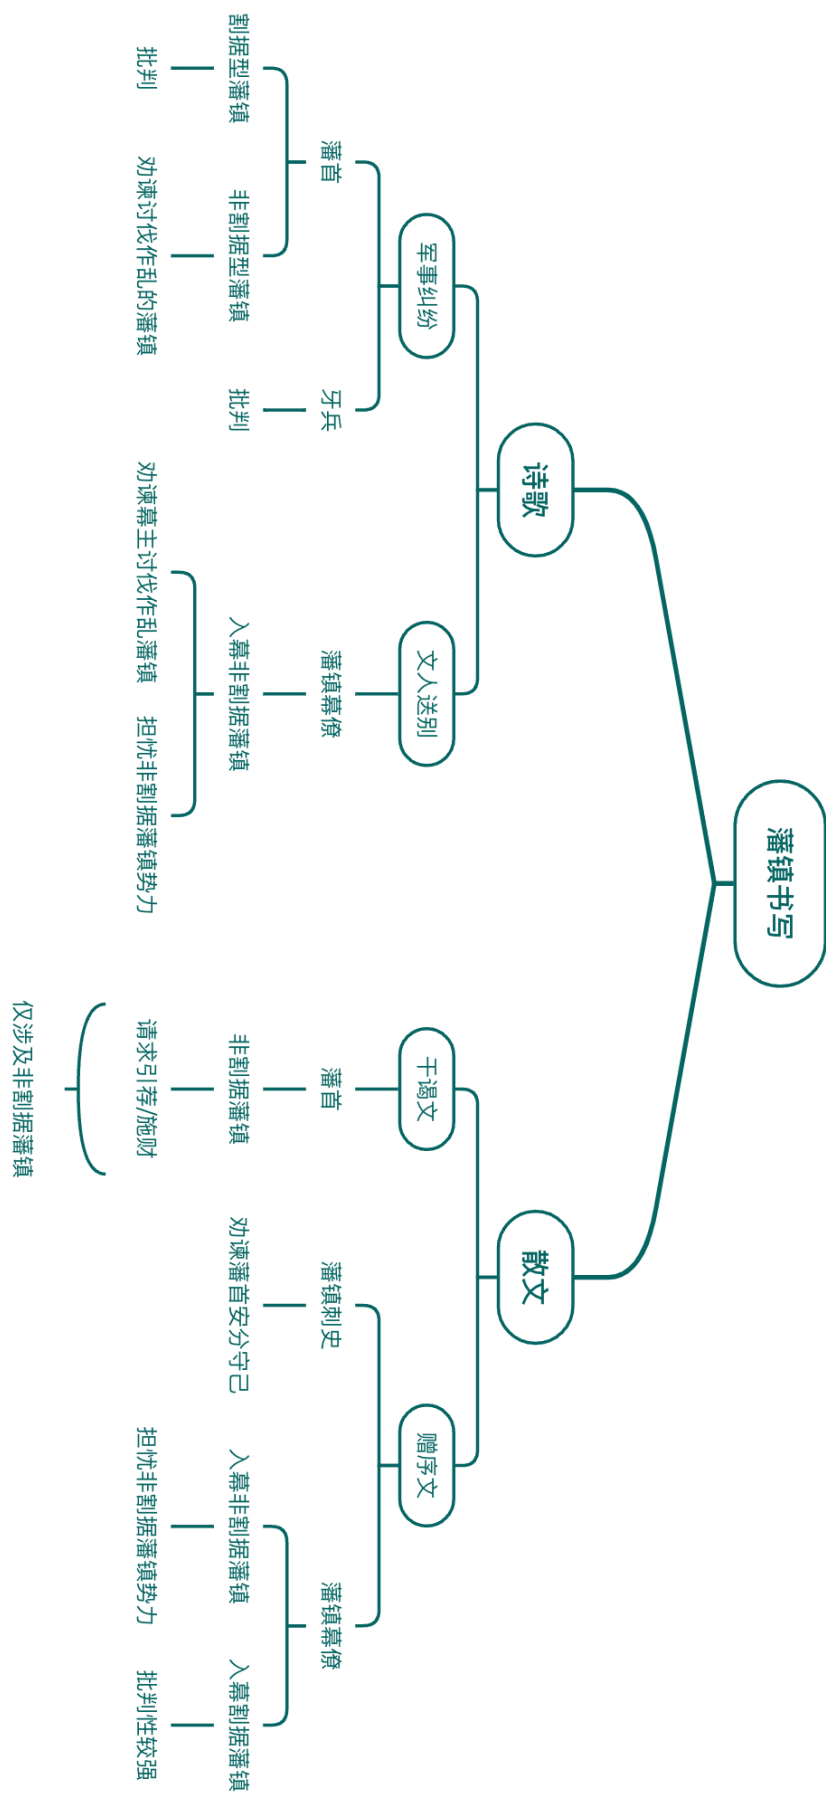 藩镇书写
诗歌
军事纠纷
藩首
割据型藩镇
批判
非割据型藩镇
劝谏讨伐作乱的藩镇
牙兵
批判
文人送别
藩镇幕僚
入幕非割据藩镇
劝谏幕主讨伐作乱藩镇
担忧非割据藩镇势力
散文
干谒文
藩首
非割据藩镇
请求引荐/施财
仅涉及非割据藩镇
赠序文
藩镇刺史
劝谏藩首安分守己
藩镇幕僚
入幕非割据藩镇
担忧非割据藩镇势力
入幕割据藩镇
批判性较强